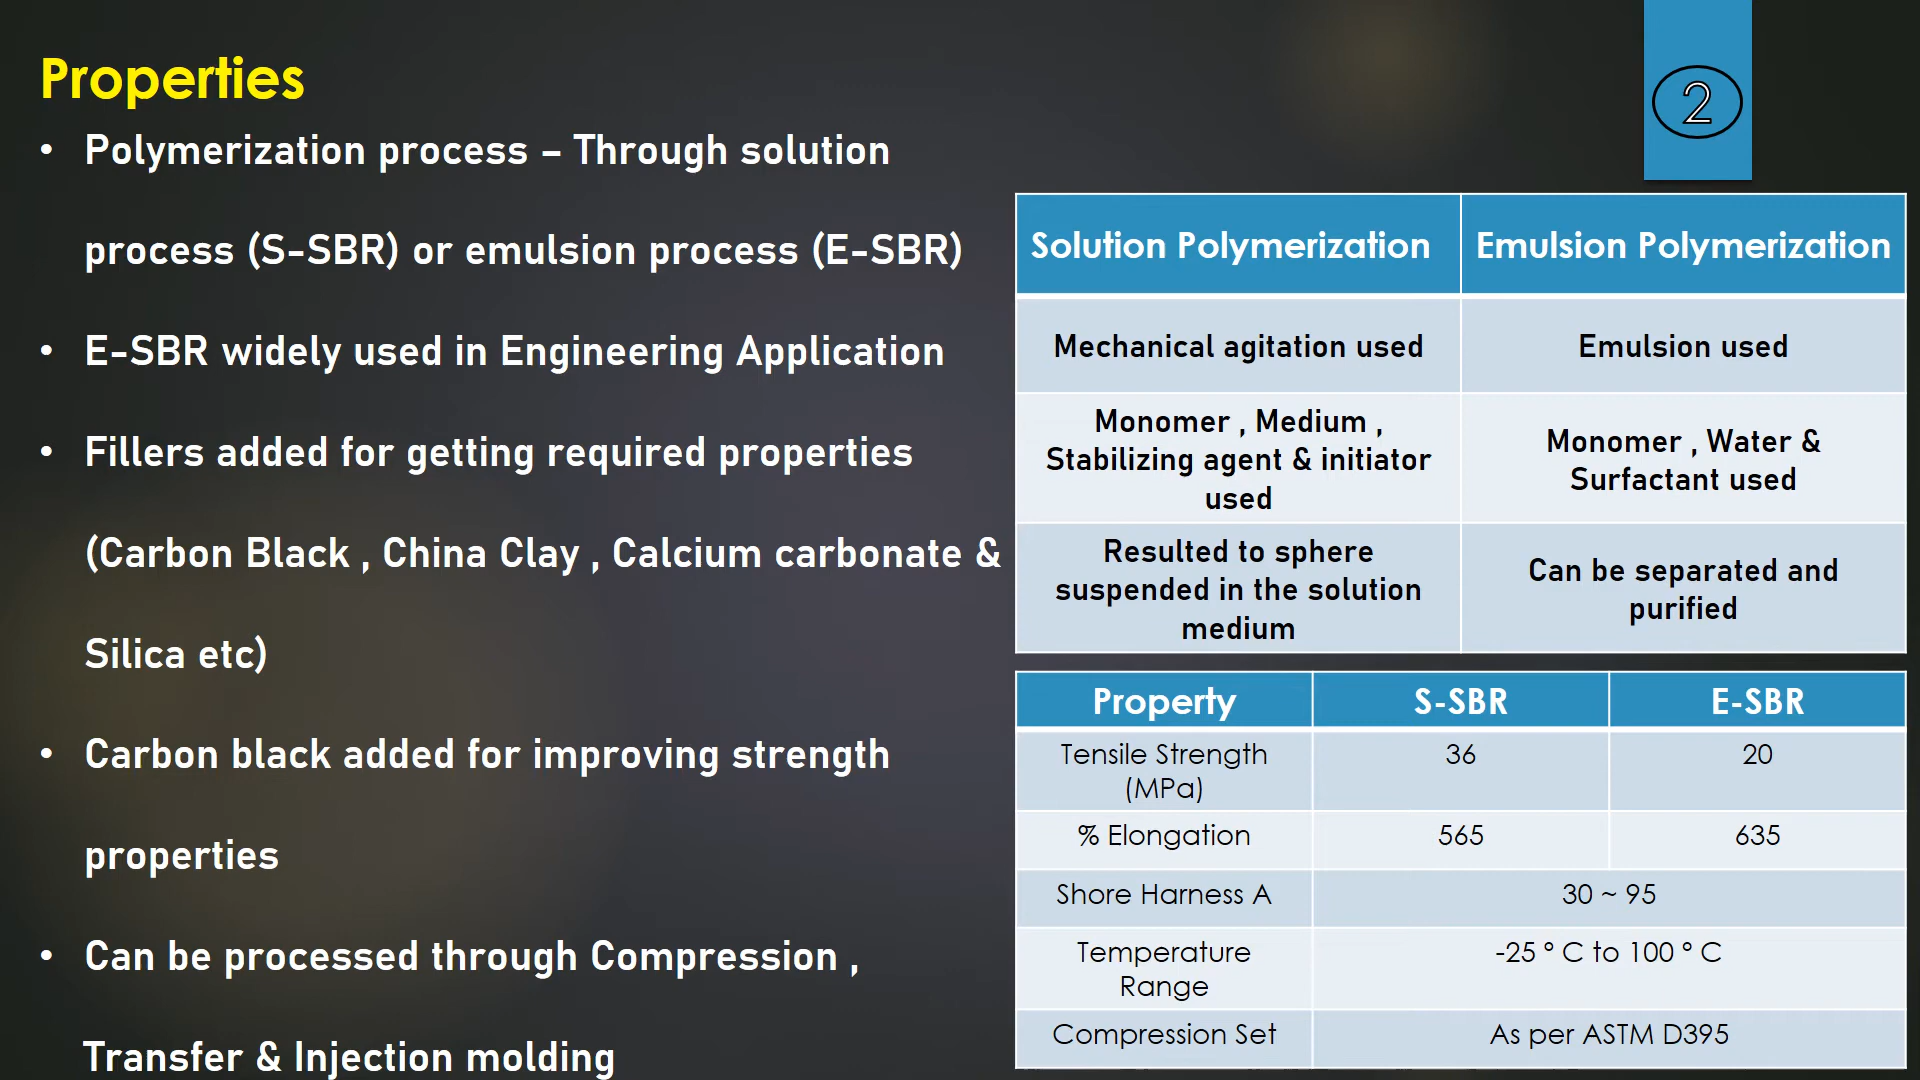 Properties
• Polymerization process – Through solution
process (S-SBR) or emulsion process (E-SBR)
• E-SBR widely used in Engineering Application
• Fillers added for getting required properties
(Carbon Black , China Clay , Calcium carbonate &
Silica etc)
• Carbon black added for improving strength
properties
• Can be processed through Compression ,
Transfer & Injection molding
2
Solution Polymerization Emulsion Polymerization
Mechanical agitation used Emulsion used
Monomer , Medium ,
Stabilizing agent & initiator
used
Monomer , Water &
Surfactant used
Resulted to sphere
suspended in the solution
medium
Can be separated and
purified
Property S-SBR E-SBR
Tensile Strength
(MPa)
36 20
% Elongation 565 635
Shore Harness A 30 ~ 95
Temperature
Range
-25 ° C to 100 ° C
Compression Set As per ASTM D395